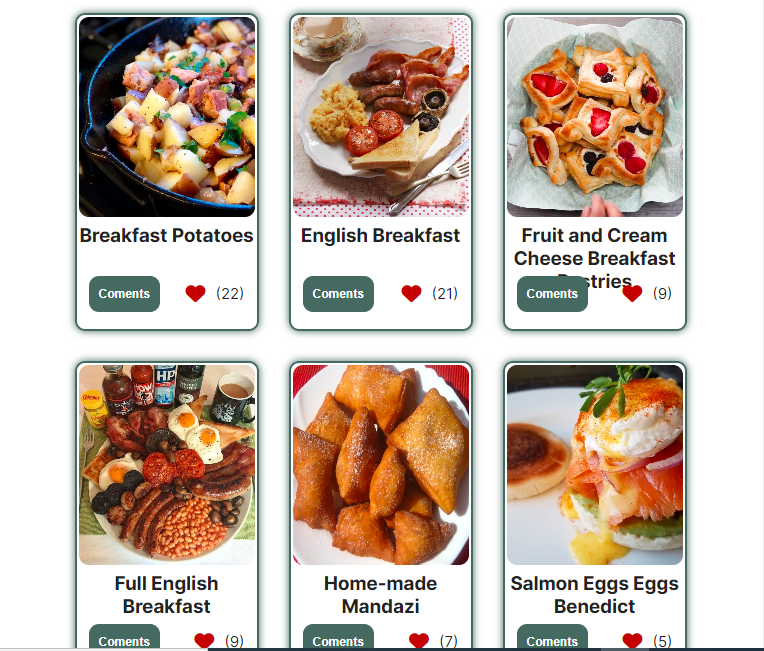 Breakfast Potatoes
Coments (22)
English Breakfast
Coments (21)
Fruit and Cream
Cheese Breakfast
Pastries
Coments (9)
HP
Full English
Breakfast
Coments (9)
Home-made
Mandazi
Coments (7)
Salmon Eggs Eggs
Benedict
Coments (5)